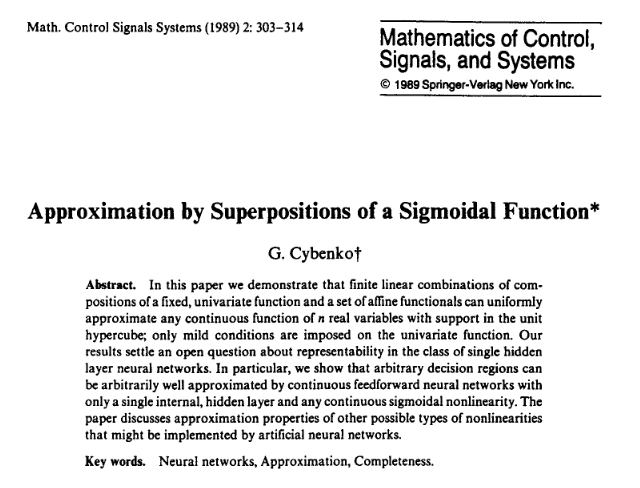 Math. Control Signals Systems (1989) 2: 303–314
Mathematics of Control,
Signals, and Systems
© 1989 Springer-Verlag New York Inc.
Approximation by Superpositions of a Sigmoidal Function*
G. Cybenko†
Abstract. In this paper we demonstrate that finite linear combinations of com-
positions of a fixed, univariate function and a set of affine functionals can uniformly
approximate any continuous function of n real variables with support in the unit
hypercube; only mild conditions are imposed on the univariate function. Our
results settle an open question about representability in the class of single hidden
layer neural networks. In particular, we show that arbitrary decision regions can
be arbitrarily well approximated by continuous feedforward neural networks with
only a single internal, hidden layer and any continuous sigmoidal nonlinearity. The
paper discusses approximation properties of other possible types of nonlinearities
that might be implemented by artificial neural networks.
Key words. Neural networks, Approximation, Completeness.